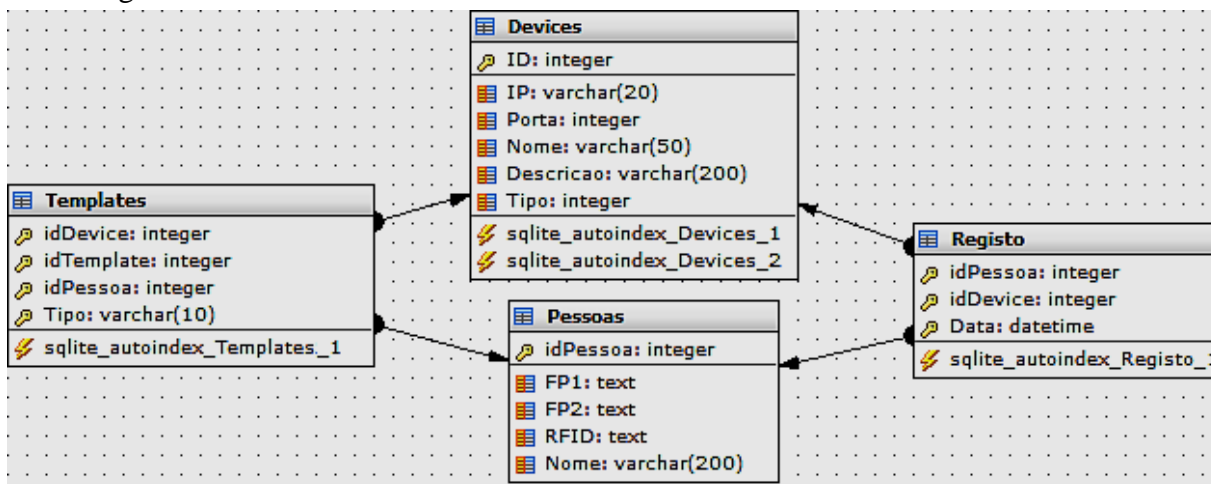 Devices
ID: integer
IP: varchar(20)
Porta: integer
Nome: varchar(50)
Descricao: varchar(200)
Tipo: integer
sqlite_autoindex_Devices_1
sqlite_autoindex_Devices_2
Templates
idDevice: integer
idTemplate: integer
idPessoa: integer
Tipo: varchar(10)
sqlite_autoindex_Templates_1
Pessoas
idPessoa: integer
FP1: text
FP2: text
RFID: text
Nome: varchar(200)
Registo
idPessoa: integer
idDevice: integer
Data: datetime
sqlite_autoindex_Registo_1